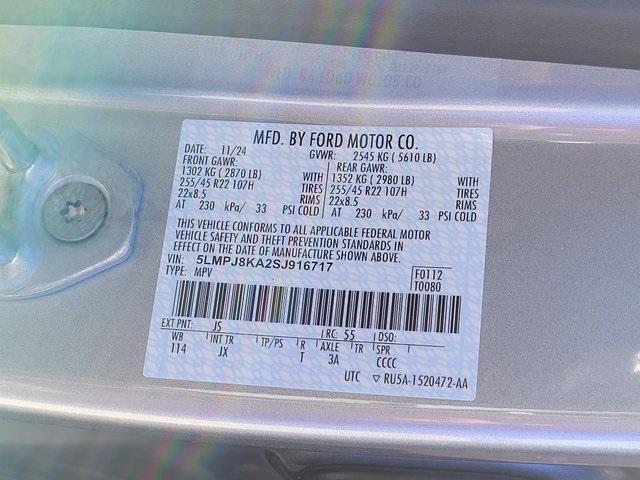 MFD. BY FORD MOTOR CO.
MFD. BY FORD MOTOR CO.
DATE: 11/24 GVWR: 2545 KG ( 5610 LB)
FRONT GAWR: REAR GAWR:
1302 KG ( 2870 LB) WITH 1352 KG ( 2980 LB) WITH
255/45 R22 107H TIRES 255/45 R22 107H TIRES
22x8.5 RIMS 22x8.5 RIMS
AT 230 kPa/ 33 PSI COLD AT 230 kPa/ 33 PSI COLD
THIS VEHICLE CONFORMS TO ALL APPLICABLE FEDERAL MOTOR
VEHICLE SAFETY AND THEFT PREVENTION STANDARDS IN
EFFECT ON THE DATE OF MANUFACTURE SHOWN ABOVE.
VIN: 5LMPJ8KA2SJ916717
TYPE: MPV
F0112
T0080
EXT PNT: JS RC: 55 DSO:
WB INT TR TP/PS R AXLE TR SPR
114 JX T 3A CCCC
UTC ▽ RU5A-1520472-AA